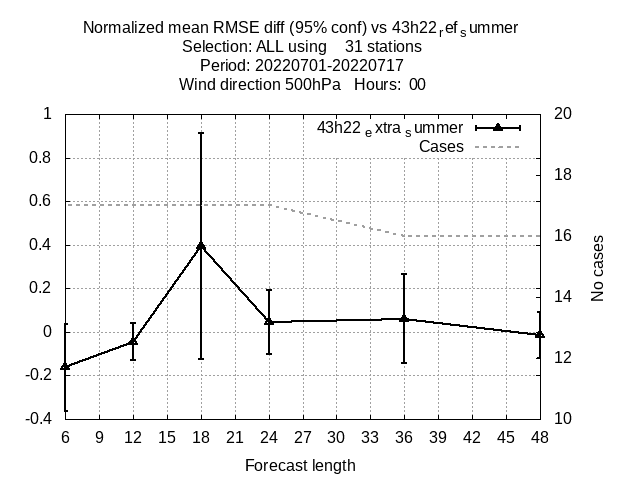 Normalized mean RMSE diff (95% conf) vs 43h22refsummer
Selection: ALL using 31 stations
Period: 20220701-20220717
Wind direction 500hPa Hours: 00
43h22extrasummer
Cases
1
0.8
0.6
0.4
0.2
0
-0.2
-0.4
20
18
16
14
12
10
No cases
6 9 12 15 18 21 24 27 30 33 36 39 42 45 48
Forecast length